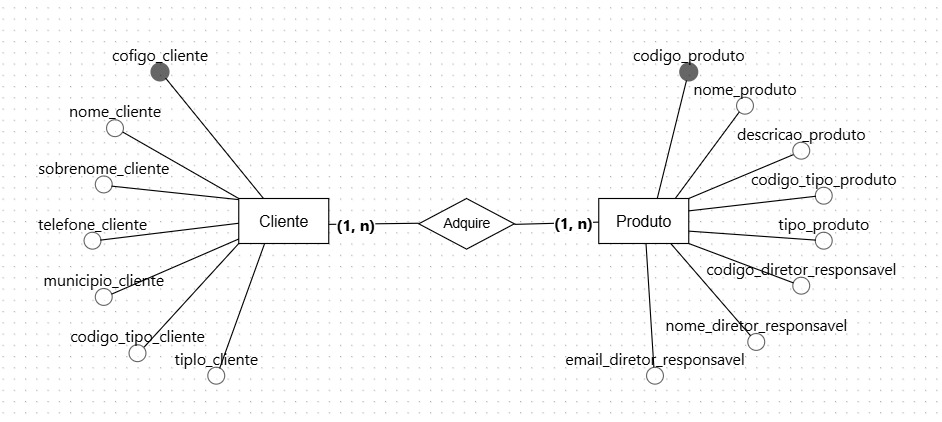 cofigo_cliente
nome_cliente
sobrenome_cliente
telefone_cliente
municipio_cliente
codigo_tipo_cliente
tiplo_cliente
Cliente
(1, n)
Adquire
(1, n)
Produto
codigo_produto
nome_produto
descricao_produto
codigo_tipo_produto
tipo_produto
codigo_diretor_responsavel
nome_diretor_responsavel
email_diretor_responsavel